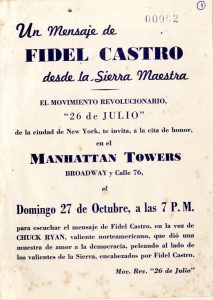 00962
1
Un Mensaje de
FIDEL CASTRO
desde la Sierra Maestra
EL MOVIMIENTO REVOLUCIONARIO,
"26 de JULIO"
de la ciudad de New York, te invita, a la cita de honor,
en el
MANHATTAN TOWERS
BROADWAY y Calle 76,
el
Domingo 27 de Octubre, a las 7 P. M.
para escuchar el mensaje de Fidel Castro, en la voz de
CHUCK RYAN, valiente norteamericano, que dió una
muestra de amor a la democracia, peleando al lado de
los valientes de la Sierra, encabezados por Fidel Castro.
Mov. Rev. "26 de Julio"